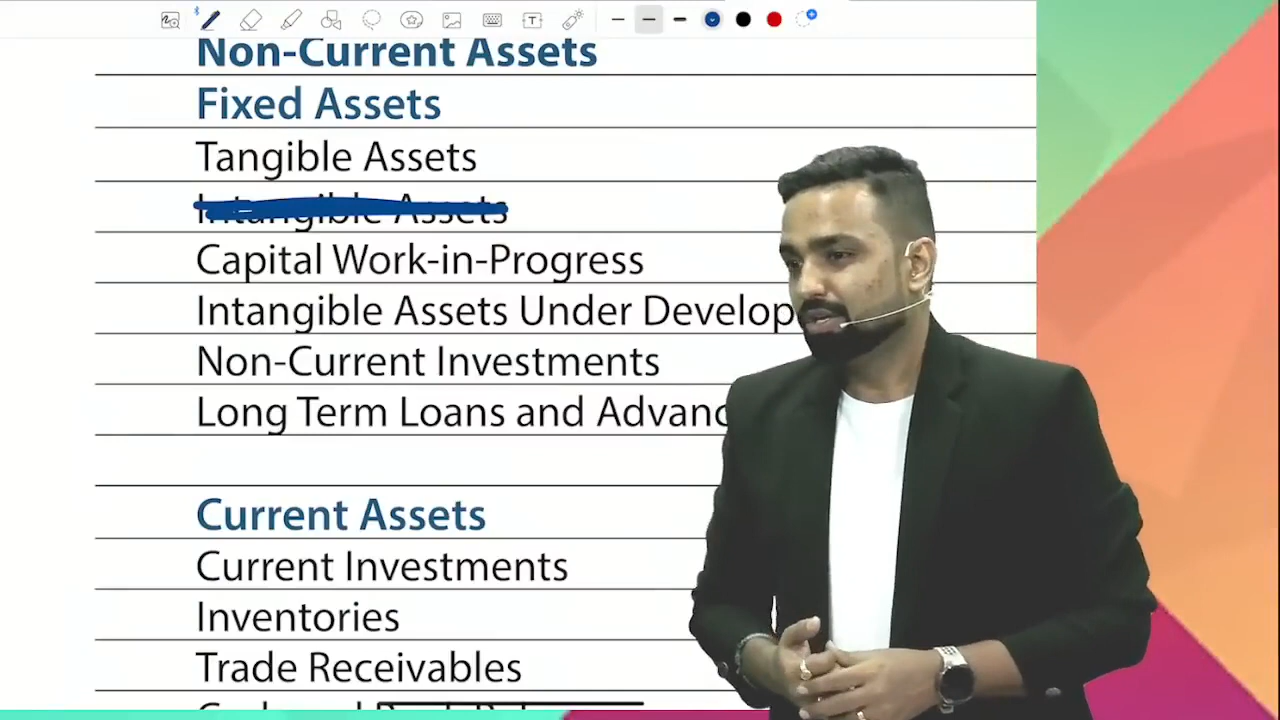 Non-Current Assets
Fixed Assets
Tangible Assets
Intangible Assets
Capital Work-in-Progress
Intangible Assets Under Develop
Non-Current Investments
Long Term Loans and Advanc
Current Assets
Current Investments
Inventories
Trade Receivables